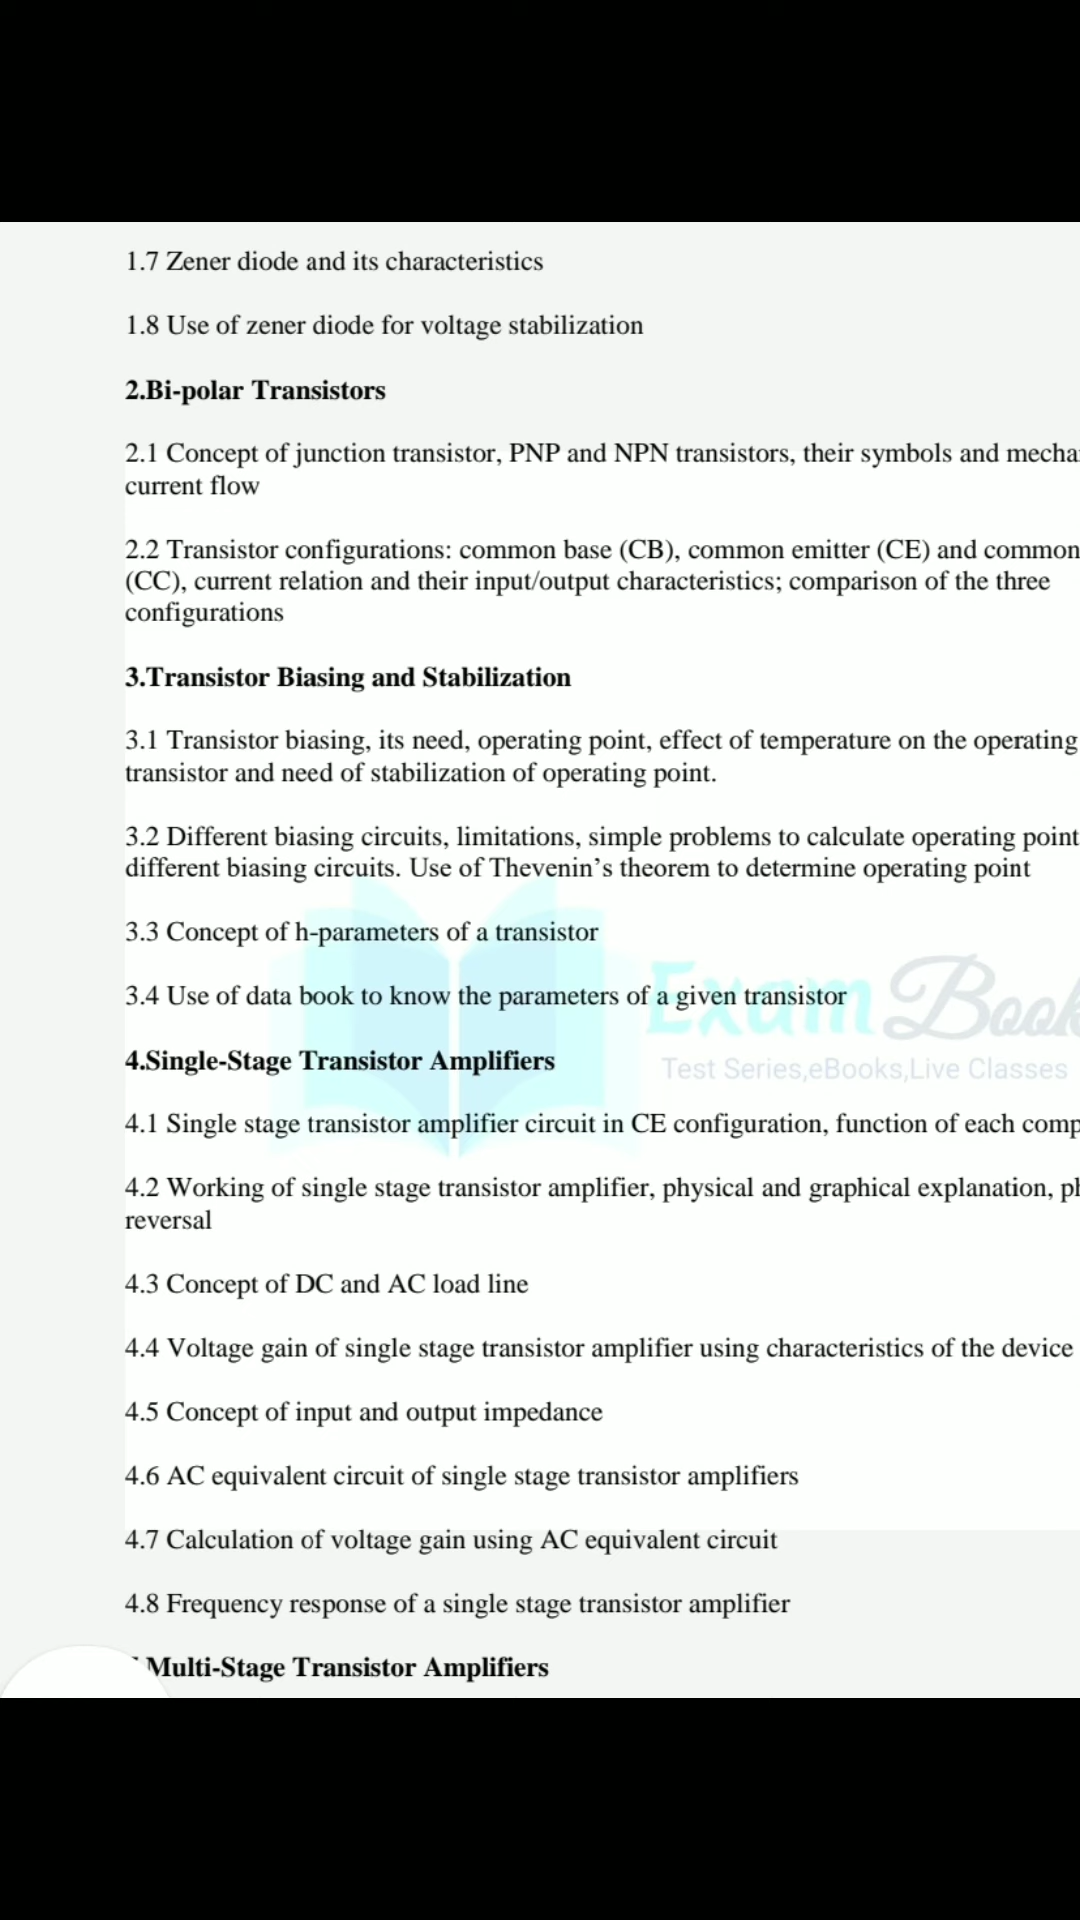 1.7 Zener diode and its characteristics
1.8 Use of zener diode for voltage stabilization
2.Bi-polar Transistors
2.1 Concept of junction transistor, PNP and NPN transistors, their symbols and
current flow
2.2 Transistor configurations: common base (CB), common emitter (CE) and common
(CC), current relation and their input/output characteristics; comparison of the three
configurations
3.Transistor Biasing and Stabilization
3.1 Transistor biasing, its need, operating point, effect of temperature on the operating
transistor and need of stabilization of operating point.
3.2 Different biasing circuits, limitations, simple problems to calculate operating point
different biasing circuits. Use of Thevenin’s theorem to determine operating point
3.3 Concept of h-parameters of a transistor
3.4 Use of data book to know the parameters of a given transistor
Exam Book
4.Single-Stage Transistor Amplifiers
Test Series,eBooks,Live Classes
4.1 Single stage transistor amplifier circuit in CE configuration, function of each comp
4.2 Working of single stage transistor amplifier, physical and graphical explanation, ph
reversal
4.3 Concept of DC and AC load line
4.4 Voltage gain of single stage transistor amplifier using characteristics of the device
4.5 Concept of input and output impedance
4.6 AC equivalent circuit of single stage transistor amplifiers
4.7 Calculation of voltage gain using AC equivalent circuit
4.8 Frequency response of a single stage transistor amplifier
Multi-Stage Transistor Amplifiers